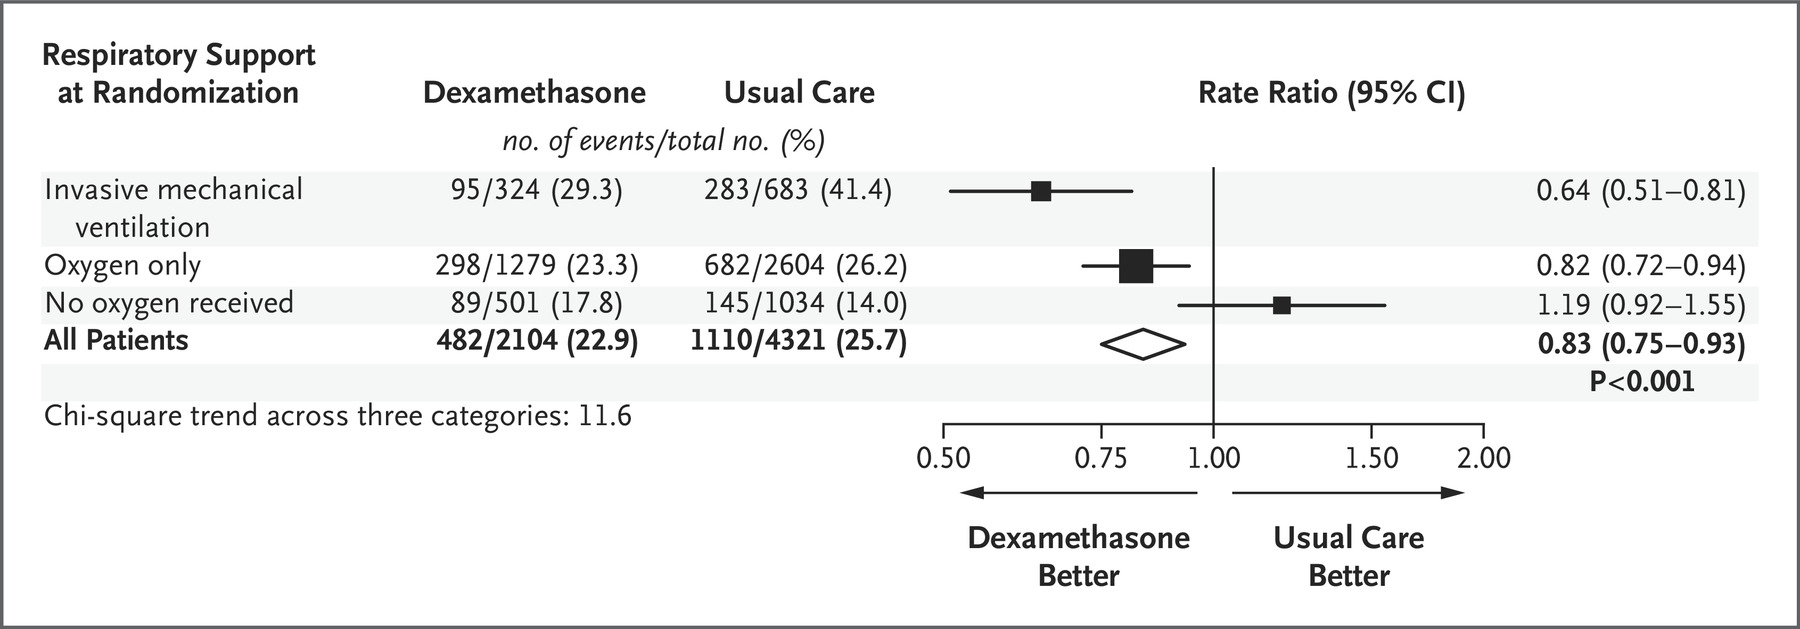 Respiratory Support
at Randomization
Dexamethasone
Usual Care
Rate Ratio (95% CI)
no. of events/total no. (%)
Invasive mechanical
ventilation
95/324 (29.3)
283/683 (41.4)
0.64 (0.51–0.81)
Oxygen only
298/1279 (23.3)
682/2604 (26.2)
0.82 (0.72–0.94)
No oxygen received
89/501 (17.8)
145/1034 (14.0)
1.19 (0.92–1.55)
All Patients
482/2104 (22.9)
1110/4321 (25.7)
0.83 (0.75–0.93)
P<0.001
Chi-square trend across three categories: 11.6
0.50
0.75
1.00
1.50
2.00
Dexamethasone
Better
Usual Care
Better